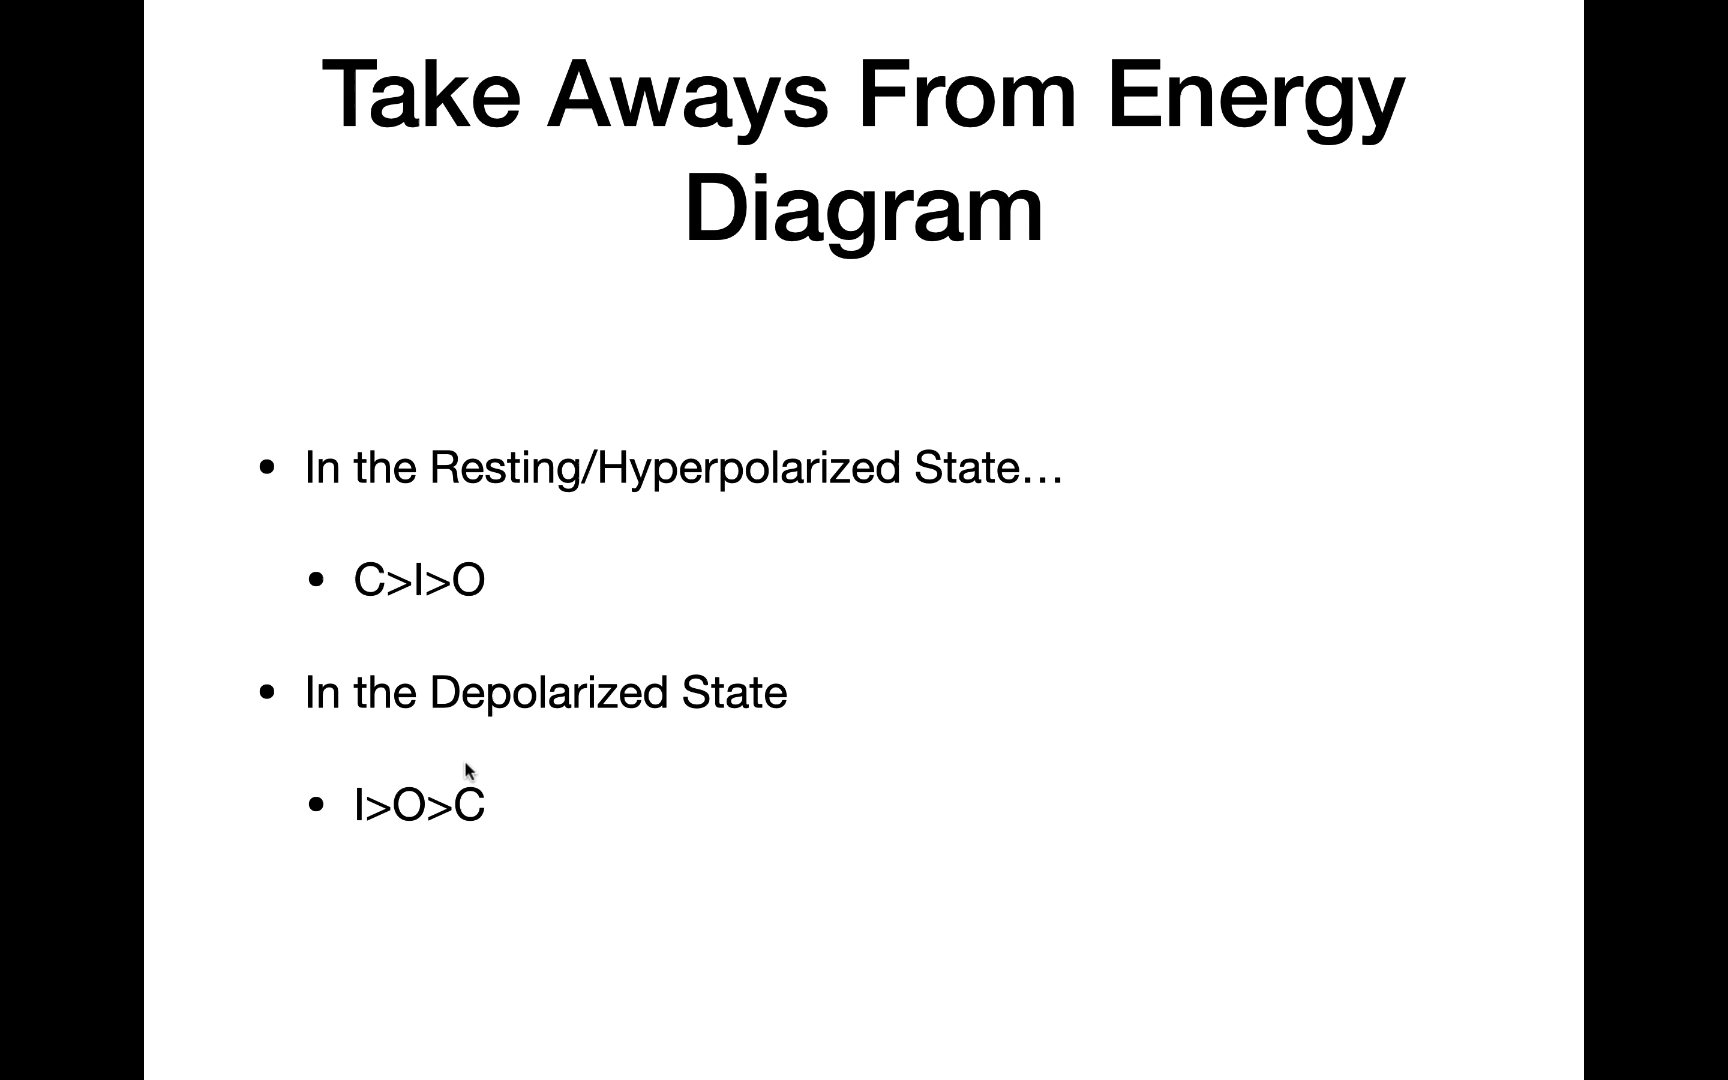 Take Aways From Energy
Diagram
• In the Resting/Hyperpolarized State…
• C>I>O
• In the Depolarized State
• I>O>C